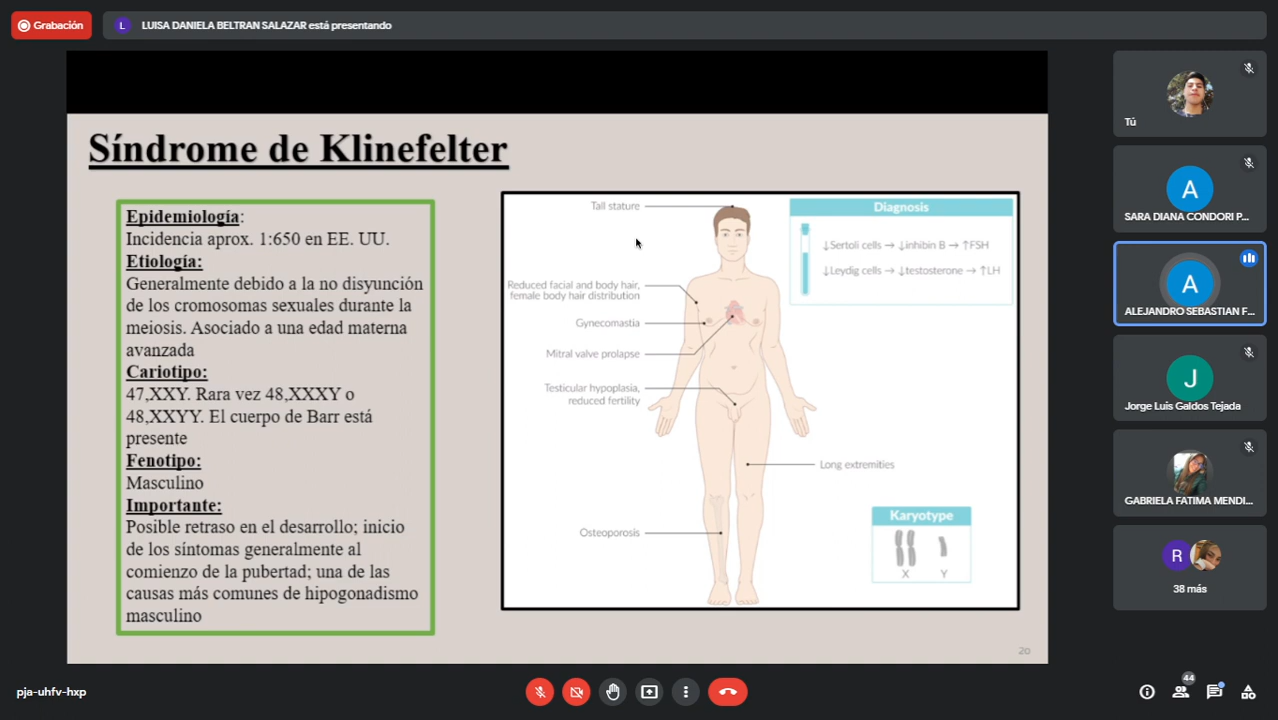 Grabación
L
LUISA DANIELA BELTRAN SALAZAR está presentando
Síndrome de Klinefelter
Epidemiología:
Incidencia aprox. 1:650 en EE. UU.
Etiología:
Generalmente debido a la no disyunción
de los cromosomas sexuales durante la
meiosis. Asociado a una edad materna
avanzada
Cariotipo:
47,XXY. Rara vez 48,XXXY o
48,XXYY. El cuerpo de Barr está
presente
Fenotipo:
Masculino
Importante:
Posible retraso en el desarrollo; inicio
de los síntomas generalmente al
comienzo de la pubertad; una de las
causas más comunes de hipogonadismo
masculino
Tall stature
Reduced facial and body hair,
female body hair distribution
Gynecomastia
Mitral valve prolapse
Testicular hypoplasia,
reduced fertility
Long extremities
Osteoporosis
Diagnosis
↓Sertoli cells → ↓inhibin B → ↑FSH
↓Leydig cells → ↓testosterone → ↑LH
Karyotype
X Y
20
Tú
A
SARA DIANA CONDORI P...
A
ALEJANDRO SEBASTIAN F...
J
Jorge Luis Galdos Tejada
GABRIELA FATIMA MENDI...
R
38 más
pja-uhfv-hxp
44